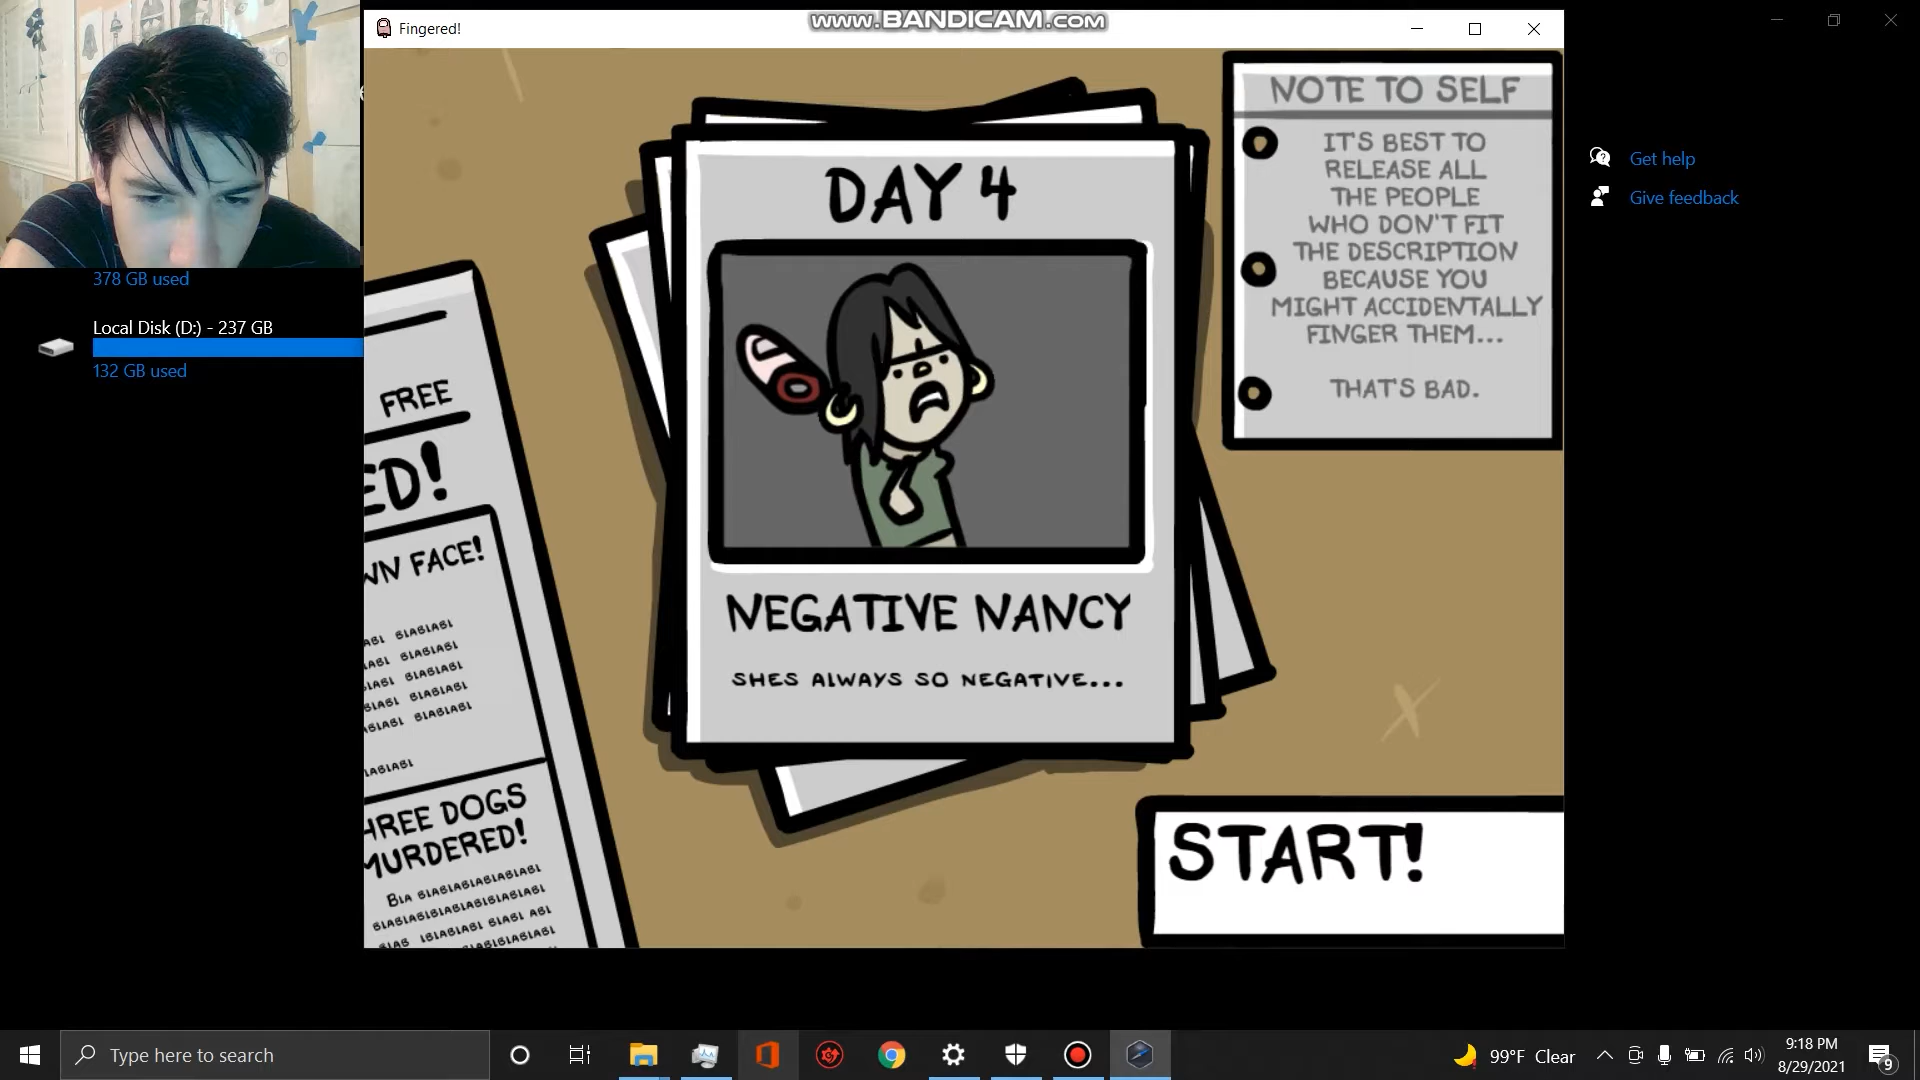 Fingered!
www.BANDICAM.com
378 GB used
Local Disk (D:) - 237 GB
132 GB used
Get help
Give feedback
NOTE TO SELF
IT'S BEST TO
RELEASE ALL
THE PEOPLE
WHO DON'T FIT
THE DESCRIPTION
BECAUSE YOU
MIGHT ACCIDENTALLY
FINGER THEM...
THAT'S BAD.
DAY 4
NEGATIVE NANCY
SHES ALWAYS SO NEGATIVE...
FREE
ED!
WN FACE!
HREE DOGS
MURDERED!
START!
Type here to search
99°F Clear
9:18 PM
8/29/2021
9